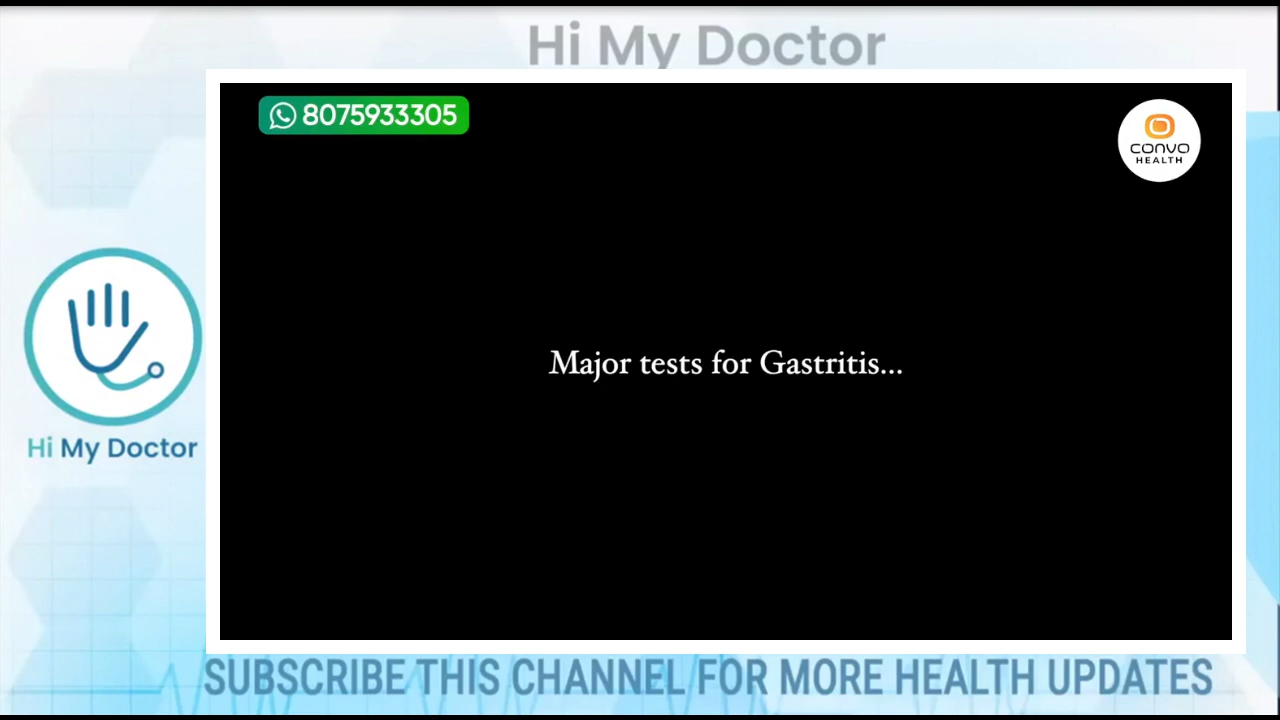 Hi My Doctor
8075933305
CONVO
HEALTH
Major tests for Gastritis...
Hi My Doctor
SUBSCRIBE THIS CHANNEL FOR MORE HEALTH UPDATES